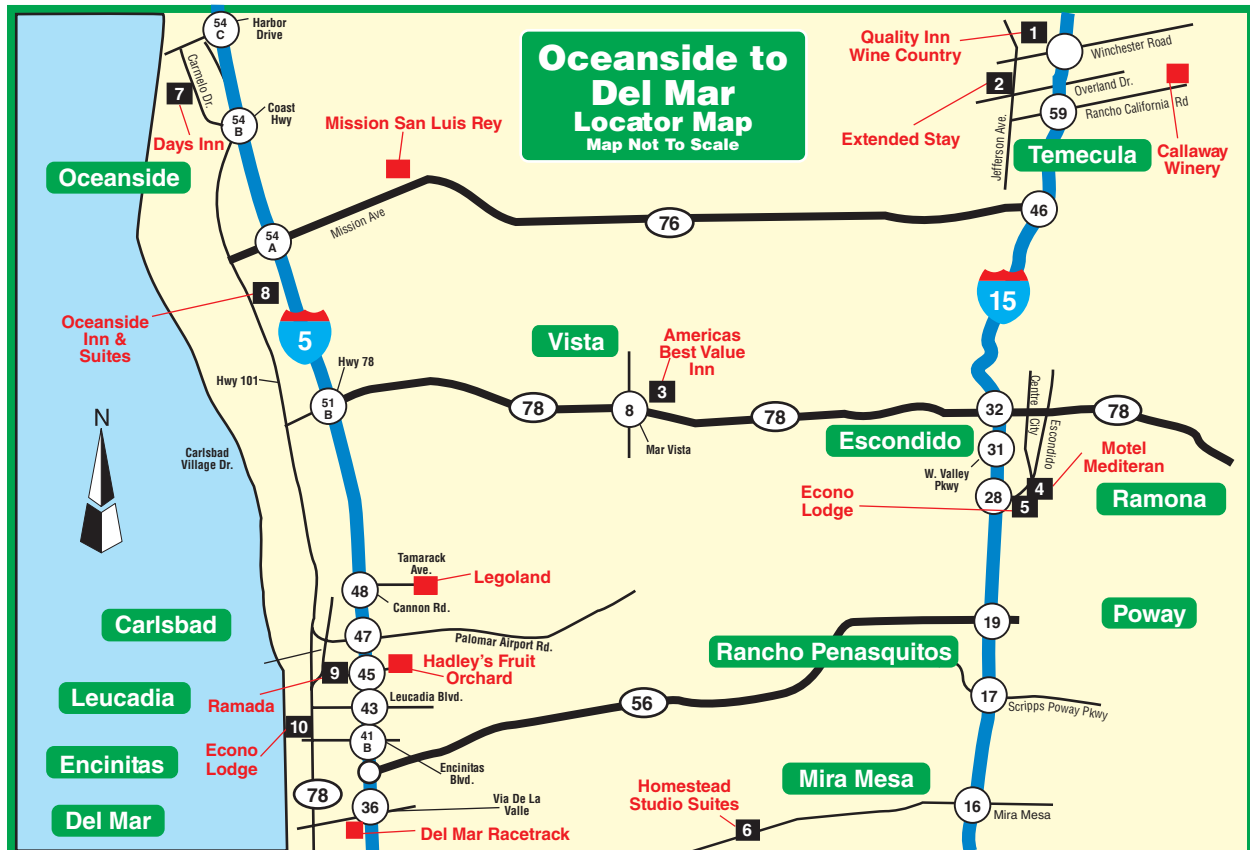 Oceanside to
Del Mar
Locator Map
Map Not To Scale
54
C
Harbor
Drive
Carmelo Dr.
7
Days Inn
54
B
Coast
Hwy
Oceanside
Mission San Luis Rey
Mission Ave
54
A
76
46
1
Quality Inn
Wine Country
Winchester Road
2
Extended Stay
Overland Dr.
Rancho California Rd
59
Jefferson Ave.
Temecula
Callaway
Winery
8
Oceanside
Inn &
Suites
5
15
Vista
Americas
Best Value
Inn
3
Hwy 78
Hwy 101
51
B
78
8
Mar Vista
78
32
78
Centre City
Escondido
Escondido
31
W. Valley
Pkwy
28
Motel
Mediteran
4
5
Econo
Lodge
Ramona
N
Carlsbad
Village Dr.
Tamarack
Ave.
Legoland
48
Cannon Rd.
Carlsbad
47
Palomar Airport Rd.
Rancho Penasquitos
19
Poway
9
Ramada
45
Hadley's Fruit
Orchard
Leucadia
43
Leucadia Blvd.
56
17
Scripps Poway Pkwy
10
Econo
Lodge
41
B
Encinitas
Blvd.
Encinitas
78
36
Via De La
Valle
Del Mar
Del Mar Racetrack
Homestead
Studio Suites
6
Mira Mesa
16
Mira Mesa